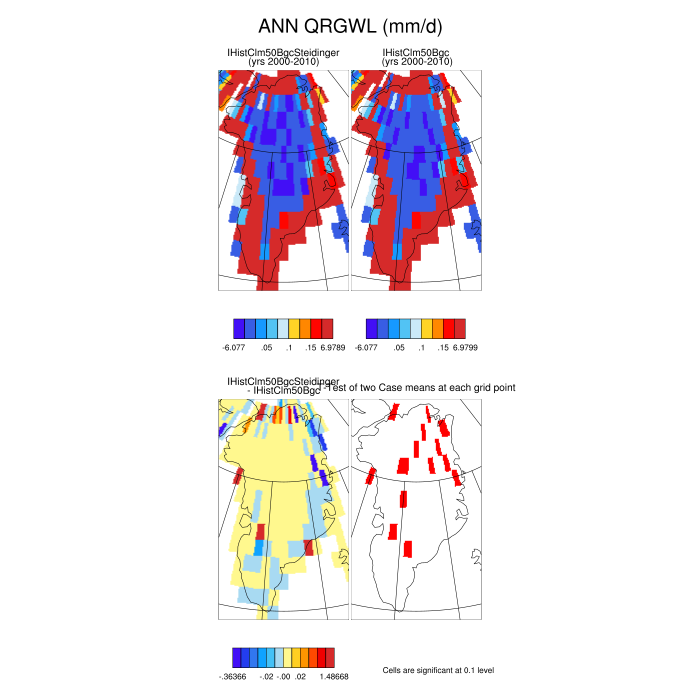 ANN QRGWL (mm/d)
IHistClm50BgcSteidinger
(yrs 2000-2010)
IHistClm50Bgc
(yrs 2000-2010)
-6.077 .05 .1 .15 6.9789
-6.077 .05 .1 .15 6.9799
IHistClm50BgcSteidinger
- IHistClm50Bgc
T-Test of two Case means at each grid point
-.36366 -.02 -.00 .02 1.48668
Cells are significant at 0.1 level